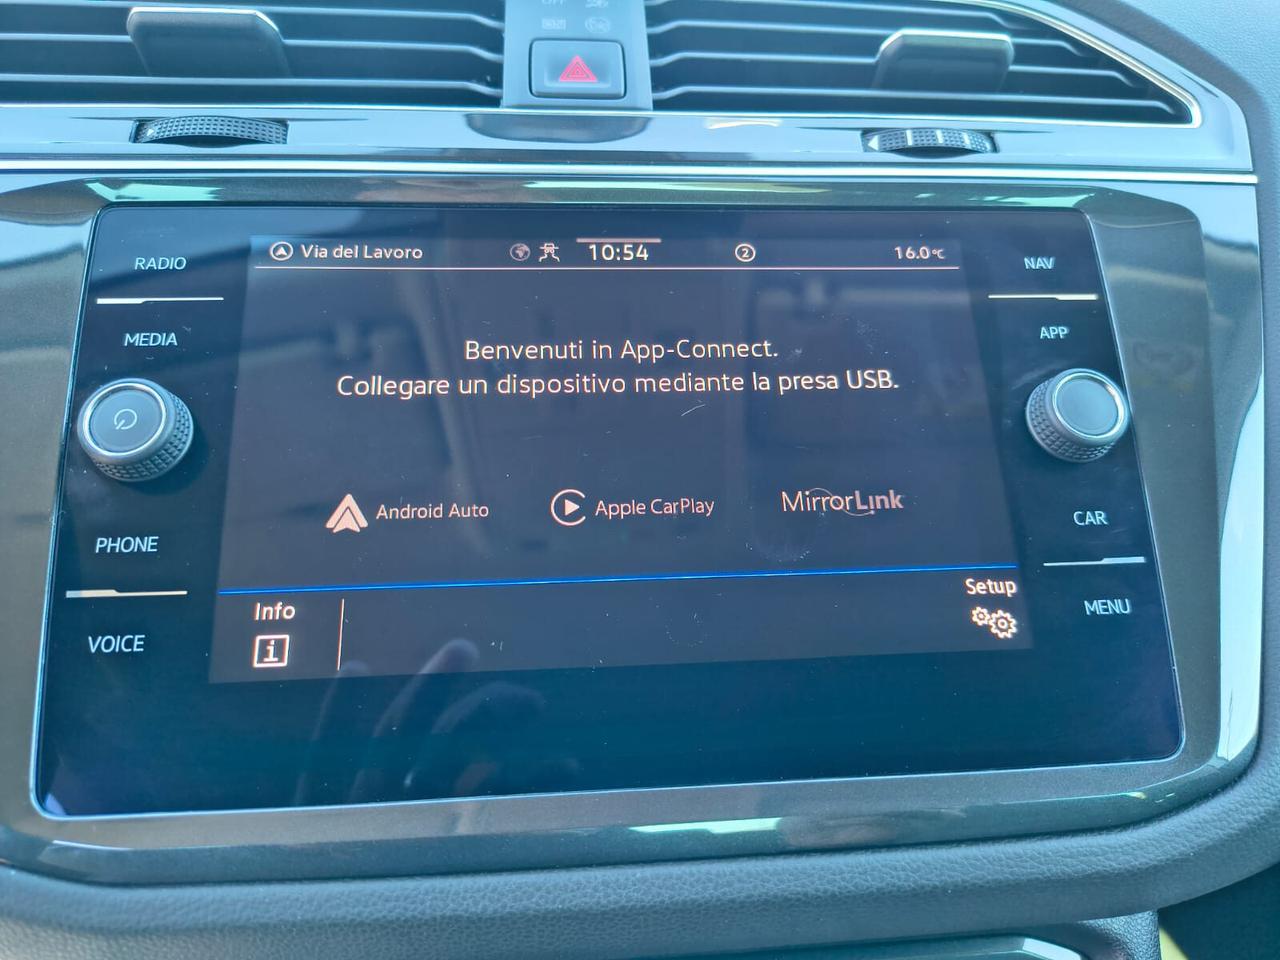 OFF
RADIO
Via del Lavoro
10:54
2
16.0°C
NAV
MEDIA
APP
Benvenuti in App-Connect.
Collegare un dispositivo mediante la presa USB.
Android Auto
Apple CarPlay
MirrorLink
PHONE
CAR
Info
Setup
VOICE
MENU